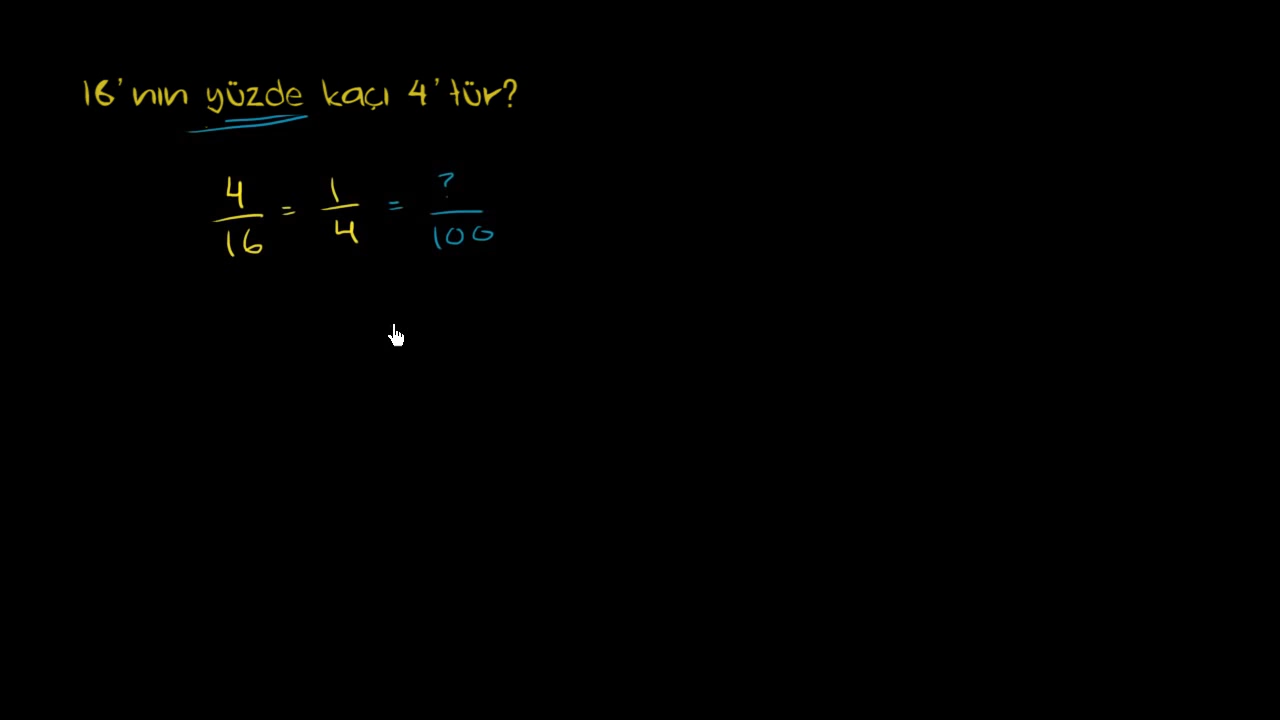 16'nın yüzde kaçı 4'tür?
4/16 = 1/4 = ?/100